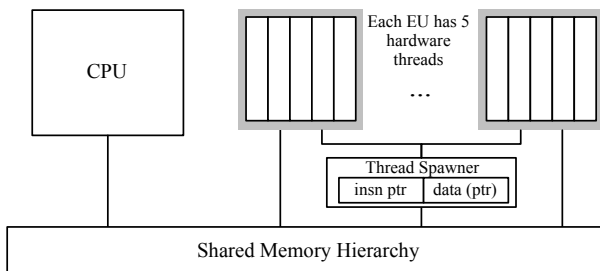 CPU
Each EU has 5
hardware
threads
...
Thread Spawner
insn ptr
data (ptr)
Shared Memory Hierarchy